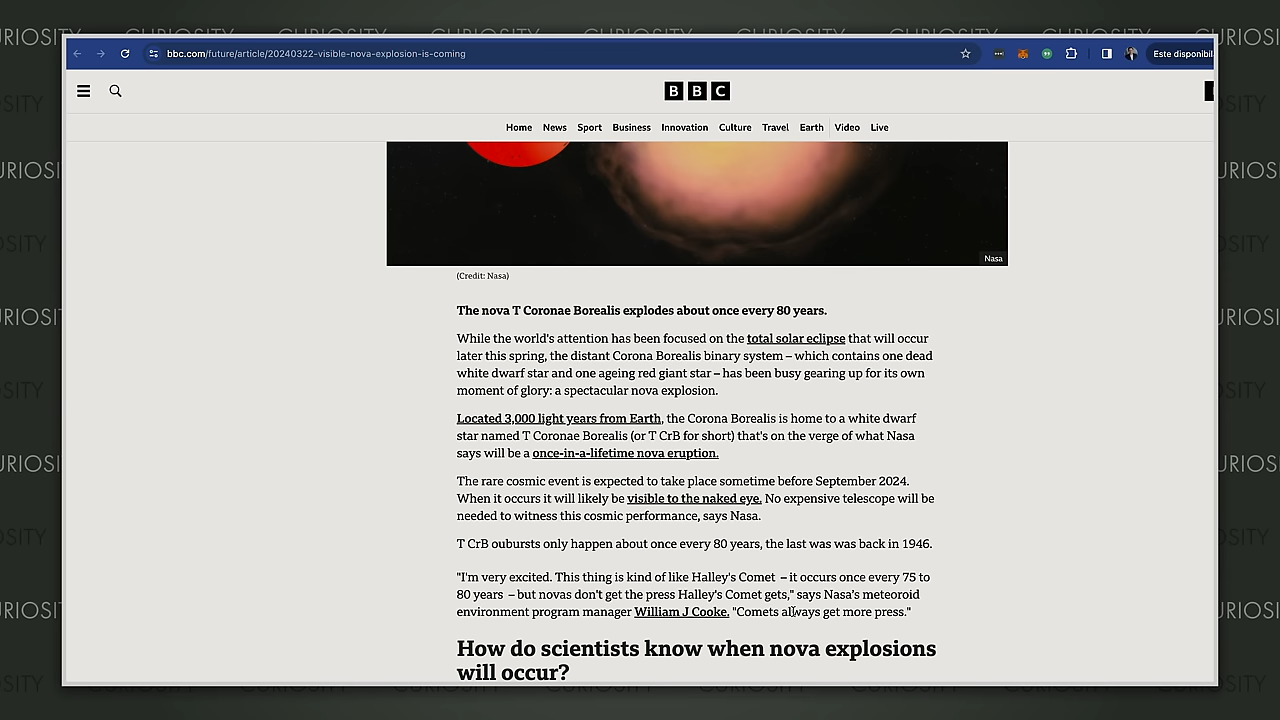 CURIOSITY CURIOSITY CURIOSITY CURIOSITY CURIOSITY CURIOSITY
bbc.com/future/article/20240322-visible-nova-explosion-is-coming
Este disponibil
BBC
Home News Sport Business Innovation Culture Travel Earth Video Live
Nasa
(Credit: Nasa)
The nova T Coronae Borealis explodes about once every 80 years.
While the world's attention has been focused on the total solar eclipse that will occur
later this spring, the distant Corona Borealis binary system – which contains one dead
white dwarf star and one ageing red giant star – has been busy gearing up for its own
moment of glory: a spectacular nova explosion.
Located 3,000 light years from Earth, the Corona Borealis is home to a white dwarf
star named T Coronae Borealis (or T CrB for short) that's on the verge of what Nasa
says will be a once-in-a-lifetime nova eruption.
The rare cosmic event is expected to take place sometime before September 2024.
When it occurs it will likely be visible to the naked eye. No expensive telescope will be
needed to witness this cosmic performance, says Nasa.
T CrB oubursts only happen about once every 80 years, the last was was back in 1946.
"I'm very excited. This thing is kind of like Halley's Comet – it occurs once every 75 to
80 years – but novas don't get the press Halley's Comet gets," says Nasa's meteoroid
environment program manager William J Cooke. "Comets always get more press."
How do scientists know when nova explosions
will occur?